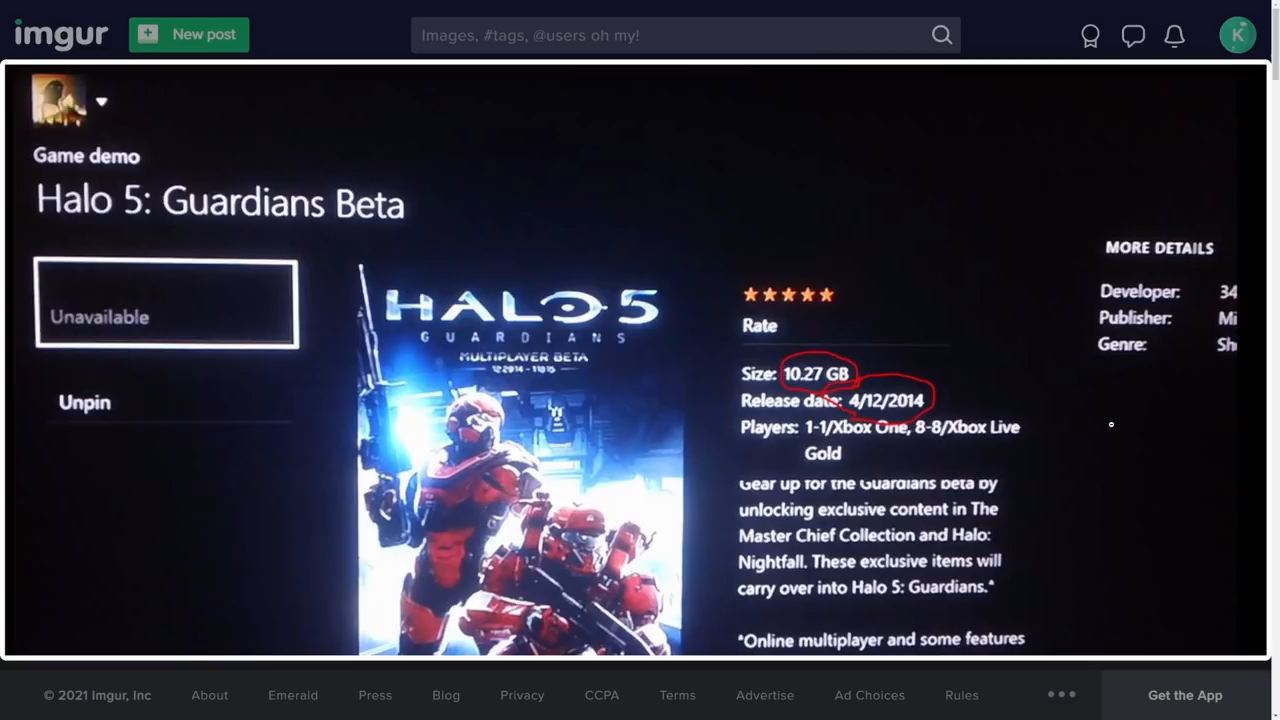 imgur
New post
Images, #tags, @users oh my!
K
Game demo
Halo 5: Guardians Beta
Unavailable
Unpin
HALO 5
GUARDIANS
MULTIPLAYER BETA
Rate
Size: 10.27 GB
Release date: 4/12/2014
Players: 1-1/Xbox One, 8-8/Xbox Live
Gold
Gear up for the Guardians beta by
unlocking exclusive content in The
Master Chief Collection and Halo:
Nightfall. These exclusive items will
carry over into Halo 5: Guardians.*
*Online multiplayer and some features
MORE DETAILS
Developer: 34
Publisher: Mi
Genre: Sh
© 2021 Imgur, Inc
About
Emerald
Press
Blog
Privacy
CCPA
Terms
Advertise
Ad Choices
Rules
Get the App